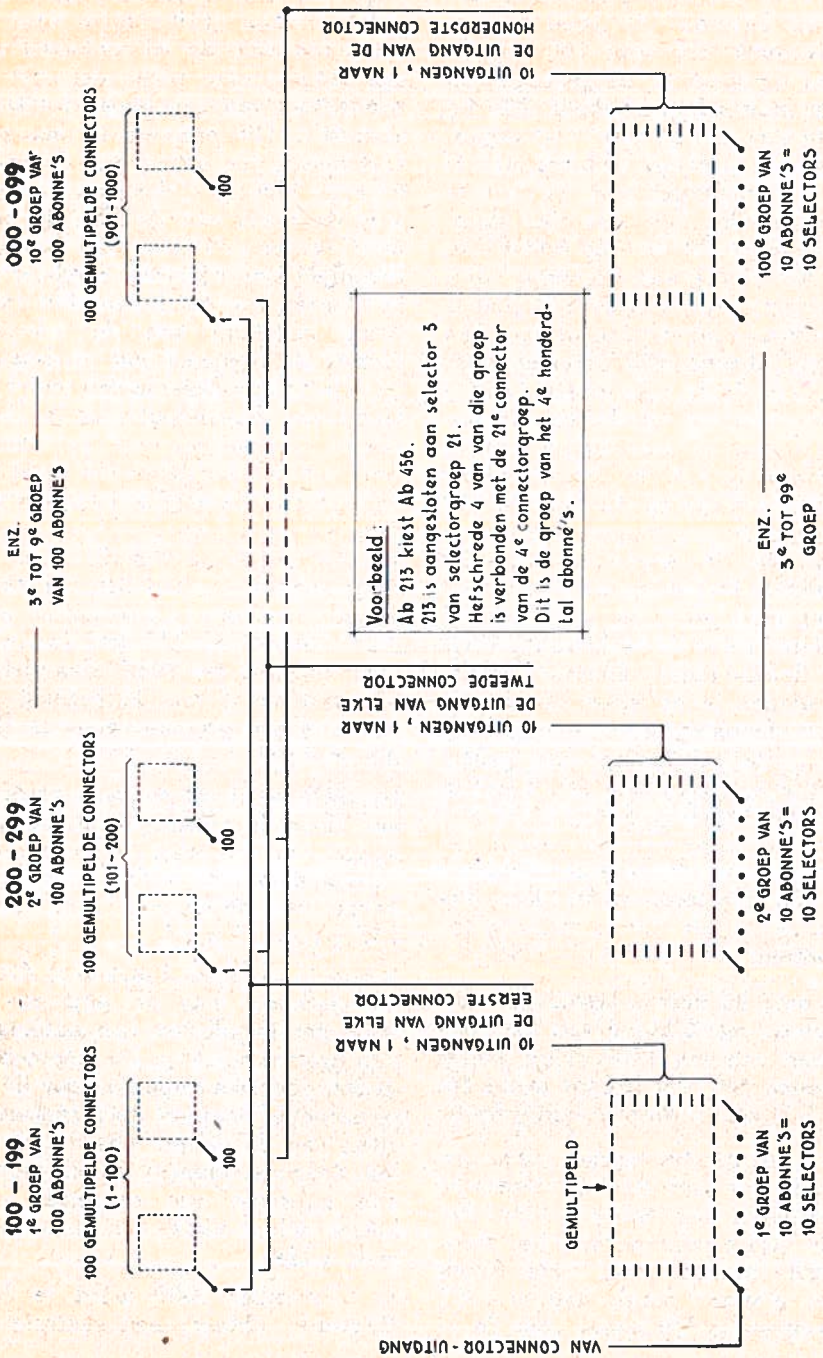 100 – 199
1e GROEP VAN
100 ABONNE'S
100 GEMULTIPELDE CONNECTORS
(1-100)
1
100
200 – 299
2e GROEP VAN
100 ABONNE'S
100 GEMULTIPELDE CONNECTORS
(101-200)
1
100
ENZ.
3e TOT 9e GROEP
VAN 100 ABONNE'S
000 – 099
10e GROEP VAN
100 ABONNE'S
100 GEMULTIPELDE CONNECTORS
(901-1000)
1
100
10 UITGANGEN, 1 NAAR
DE UITGANG VAN ELKE
EERSTE CONNECTOR
10 UITGANGEN, 1 NAAR
DE UITGANG VAN ELKE
TWEEDE CONNECTOR
Voorbeeld:
Ab 213 kiest Ab 456.
213 is aangesloten aan selector 3
van selectorgroep 21.
Hefschrede 4 van van die groep
is verbonden met de 21e connector
van de 4e connectorgroep.
Dit is de groep van het 4e honderd-
tal abonné's.
10 UITGANGEN, 1 NAAR
DE UITGANG VAN DE
HONDERDSTE CONNECTOR
VAN CONNECTOR - UITGANG
GEMULTIPELD
1e GROEP VAN
10 ABONNE'S =
10 SELECTORS
2e GROEP VAN
10 ABONNE'S =
10 SELECTORS
ENZ.
3e TOT 99e
GROEP
100e GROEP VAN
10 ABONNE'S =
10 SELECTORS